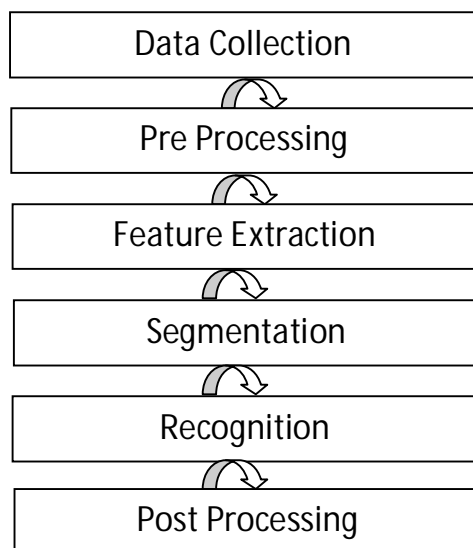 Data Collection
Pre Processing
Feature Extraction
Segmentation
Recognition
Post Processing